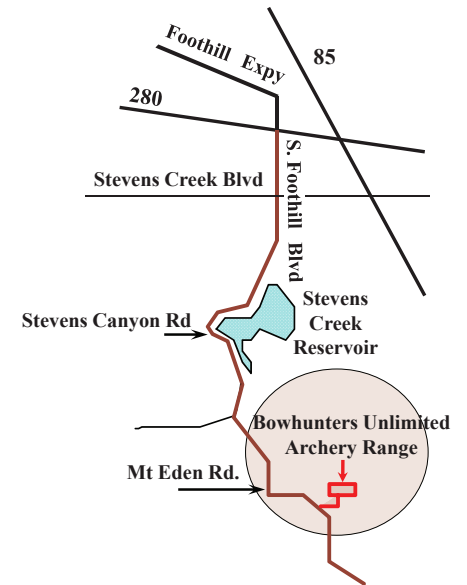 Foothill Expy
85
280
S. Foothill Blvd
Stevens Creek Blvd
Stevens
Creek
Reservoir
Stevens Canyon Rd
Bowhunters Unlimited
Archery Range
Mt Eden Rd.